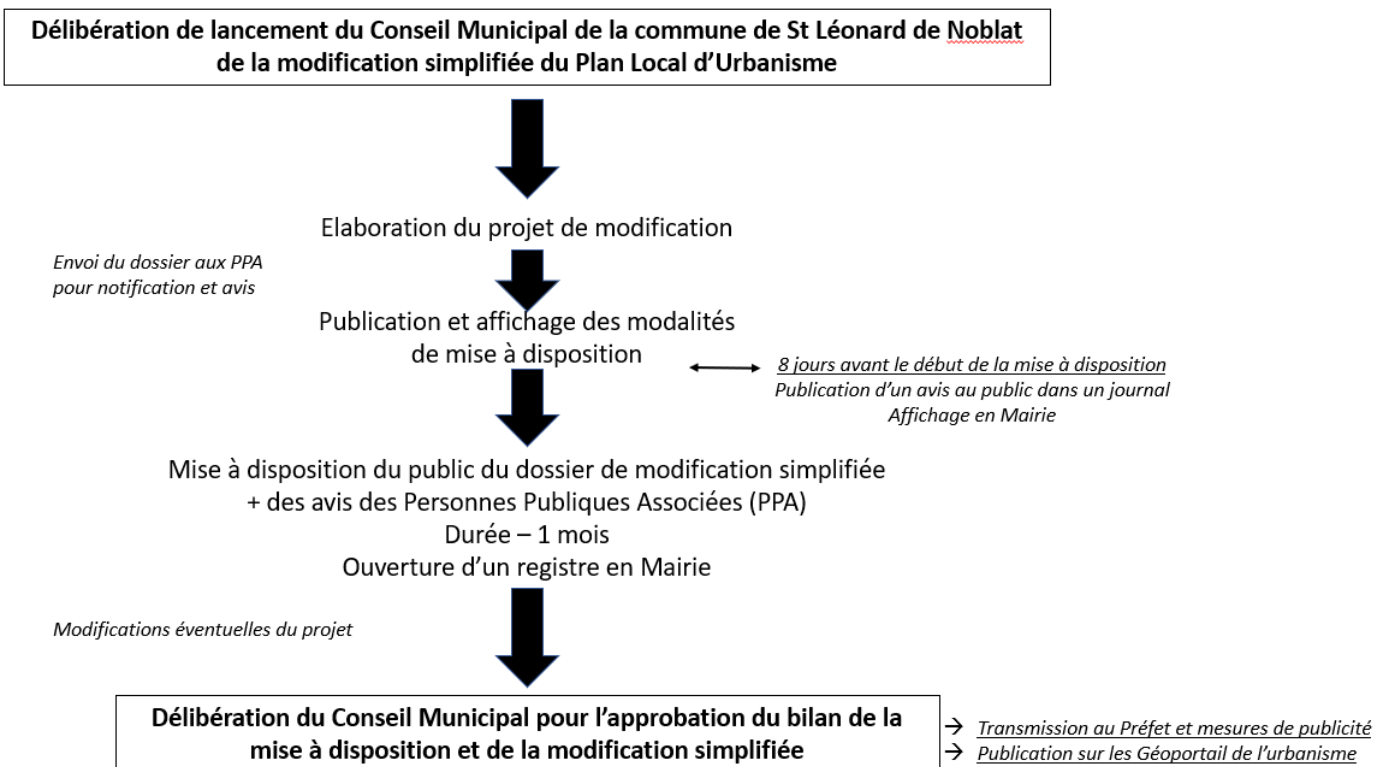 Délibération de lancement du Conseil Municipal de la commune de St Léonard de Noblat
de la modification simplifiée du Plan Local d’Urbanisme
Elaboration du projet de modification
Envoi du dossier aux PPA
pour notification et avis
Publication et affichage des modalités
de mise à disposition
8 jours avant le début de la mise à disposition
Publication d’un avis au public dans un journal
Affichage en Mairie
Mise à disposition du public du dossier de modification simplifiée
+ des avis des Personnes Publiques Associées (PPA)
Durée – 1 mois
Ouverture d’un registre en Mairie
Modifications éventuelles du projet
Délibération du Conseil Municipal pour l’approbation du bilan de la
mise à disposition et de la modification simplifiée
→ Transmission au Préfet et mesures de publicité
→ Publication sur les Géoportail de l’urbanisme